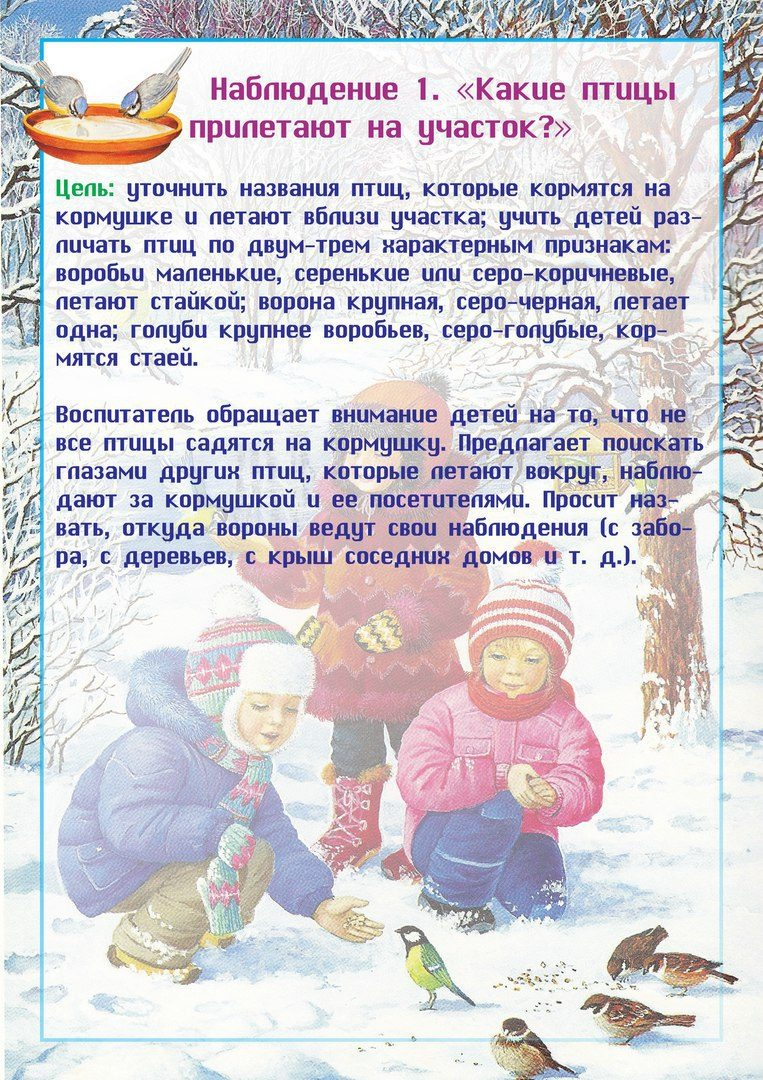 Наблюдение 1. «Какие птицы
прилетают на участок?»
Цель: уточнить названия птиц, которые кормятся на
кормушке и летают вблизи участка; учить детей раз-
личать птиц по двум-трем характерным признакам:
воробьи маленькие, серенькие или серо-коричневые,
летают стайкой; ворона крупная, серо-черная, летает
одна; голуби крупнее воробьев, серо-голубые, кор-
мятся стаей.
Воспитатель обращает внимание детей на то, что не
все птицы садятся на кормушку. Предлагает поискать
глазами других птиц, которые летают вокруг, наблю-
дают за кормушкой и ее посетителями. Просит наз-
вать, откуда вороны ведут свои наблюдения (с забо-
ра, с деревьев, с крыш соседних домов и т. д.).